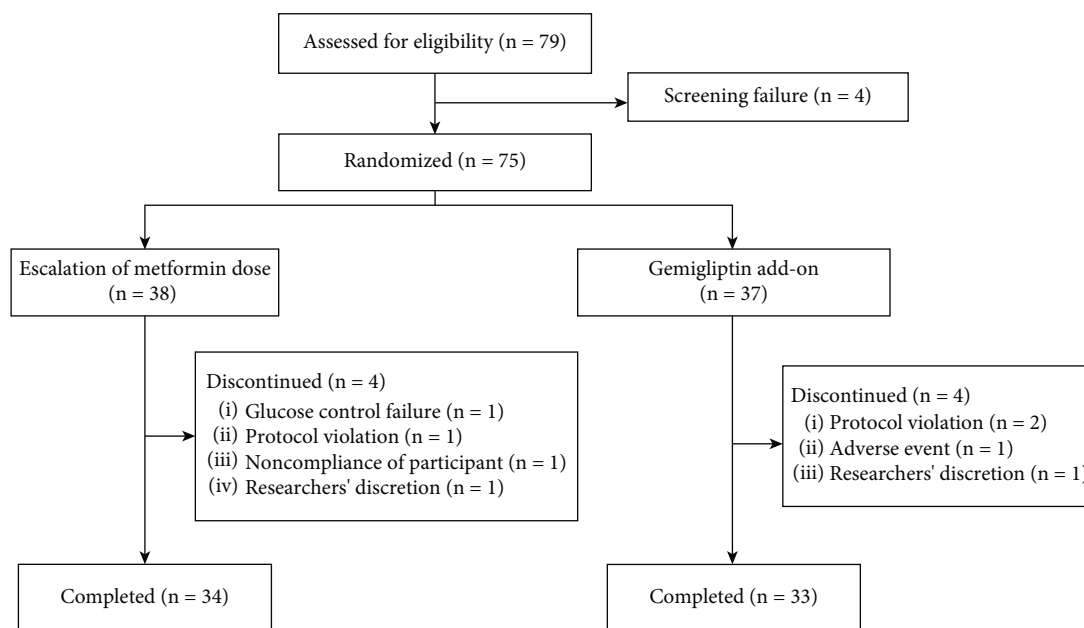 Assessed for eligibility (n = 79)
Screening failure (n = 4)
Randomized (n = 75)
Escalation of metformin dose
(n = 38)
Gemigliptin add-on
(n = 37)
Discontinued (n = 4)
(i) Glucose control failure (n = 1)
(ii) Protocol violation (n = 1)
(iii) Noncompliance of participant (n = 1)
(iv) Researchers' discretion (n = 1)
Discontinued (n = 4)
(i) Protocol violation (n = 2)
(ii) Adverse event (n = 1)
(iii) Researchers' discretion (n = 1)
Completed (n = 34)
Completed (n = 33)